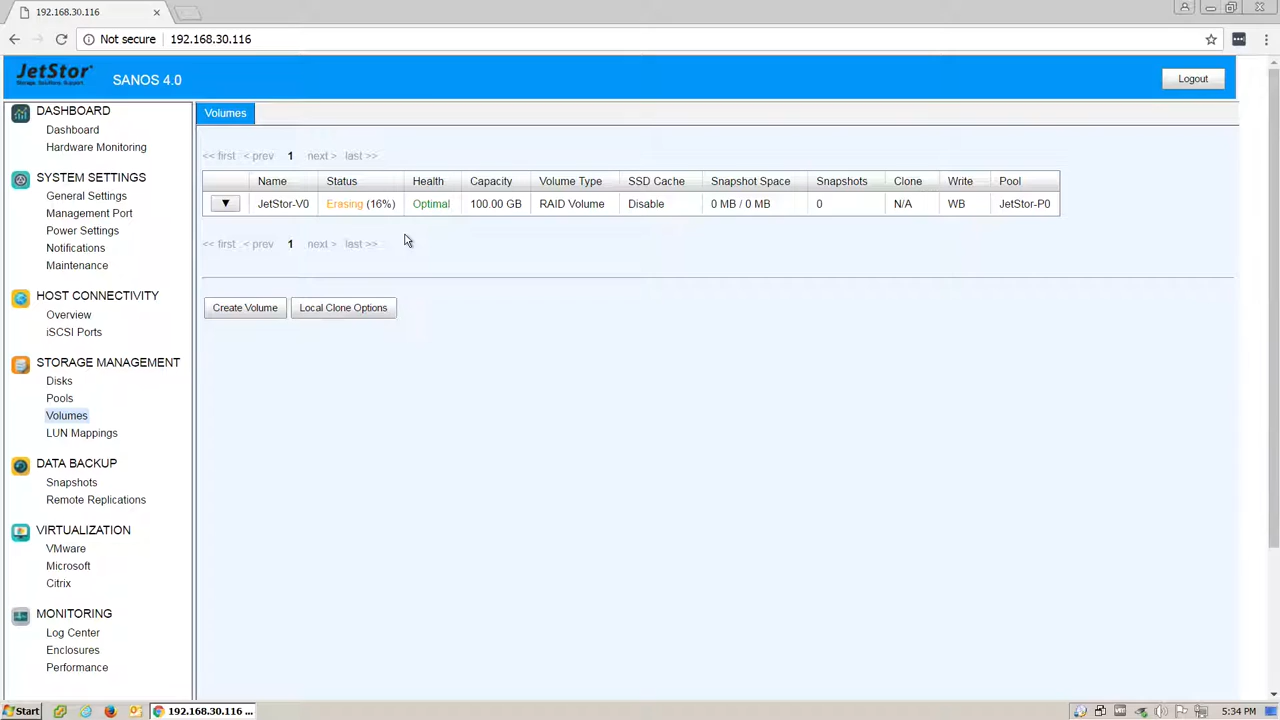 192.168.30.116
Not secure 192.168.30.116
JetStor
Storage. Solutions. Support.
SANOS 4.0
Logout
DASHBOARD
Dashboard
Hardware Monitoring
SYSTEM SETTINGS
General Settings
Management Port
Power Settings
Notifications
Maintenance
HOST CONNECTIVITY
Overview
iSCSI Ports
STORAGE MANAGEMENT
Disks
Pools
Volumes
LUN Mappings
DATA BACKUP
Snapshots
Remote Replications
VIRTUALIZATION
VMware
Microsoft
Citrix
MONITORING
Log Center
Enclosures
Performance
Volumes
<< first < prev 1 next > last >>
Name Status Health Capacity Volume Type SSD Cache Snapshot Space Snapshots Clone Write Pool
▼ JetStor-V0 Erasing (16%) Optimal 100.00 GB RAID Volume Disable 0 MB / 0 MB 0 N/A WB JetStor-P0
<< first < prev 1 next > last >>
Create Volume Local Clone Options
Start 192.168.30.116 ... 5:34 PM